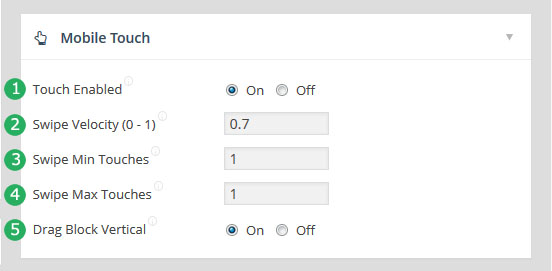 Mobile Touch
1 Touch Enabled On Off
2 Swipe Velocity (0 - 1) 0.7
3 Swipe Min Touches 1
4 Swipe Max Touches 1
5 Drag Block Vertical On Off